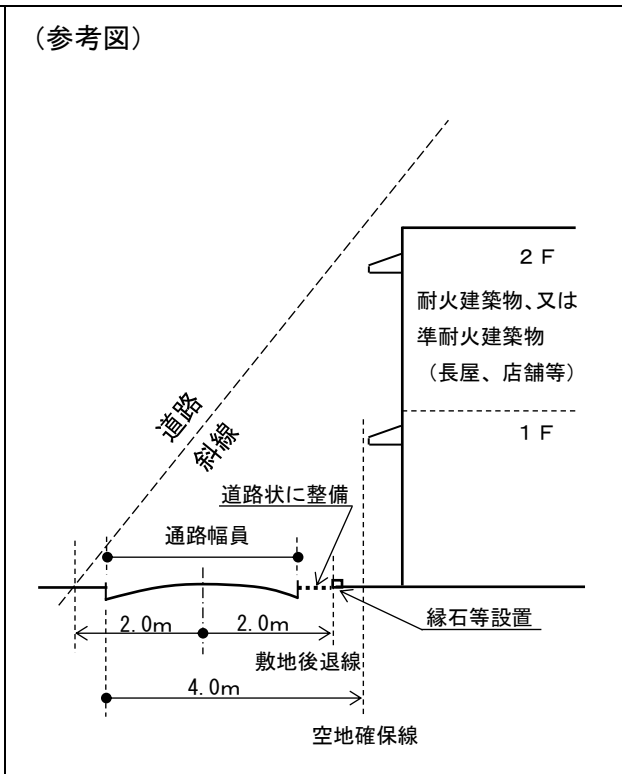 （参考図）
２Ｆ
耐火建築物、又は
準耐火建築物
（長屋、店舗等）
１Ｆ
道路
斜線
道路状に整備
通路幅員
縁石等設置
2.0m
2.0m
敷地後退線
4.0m
空地確保線